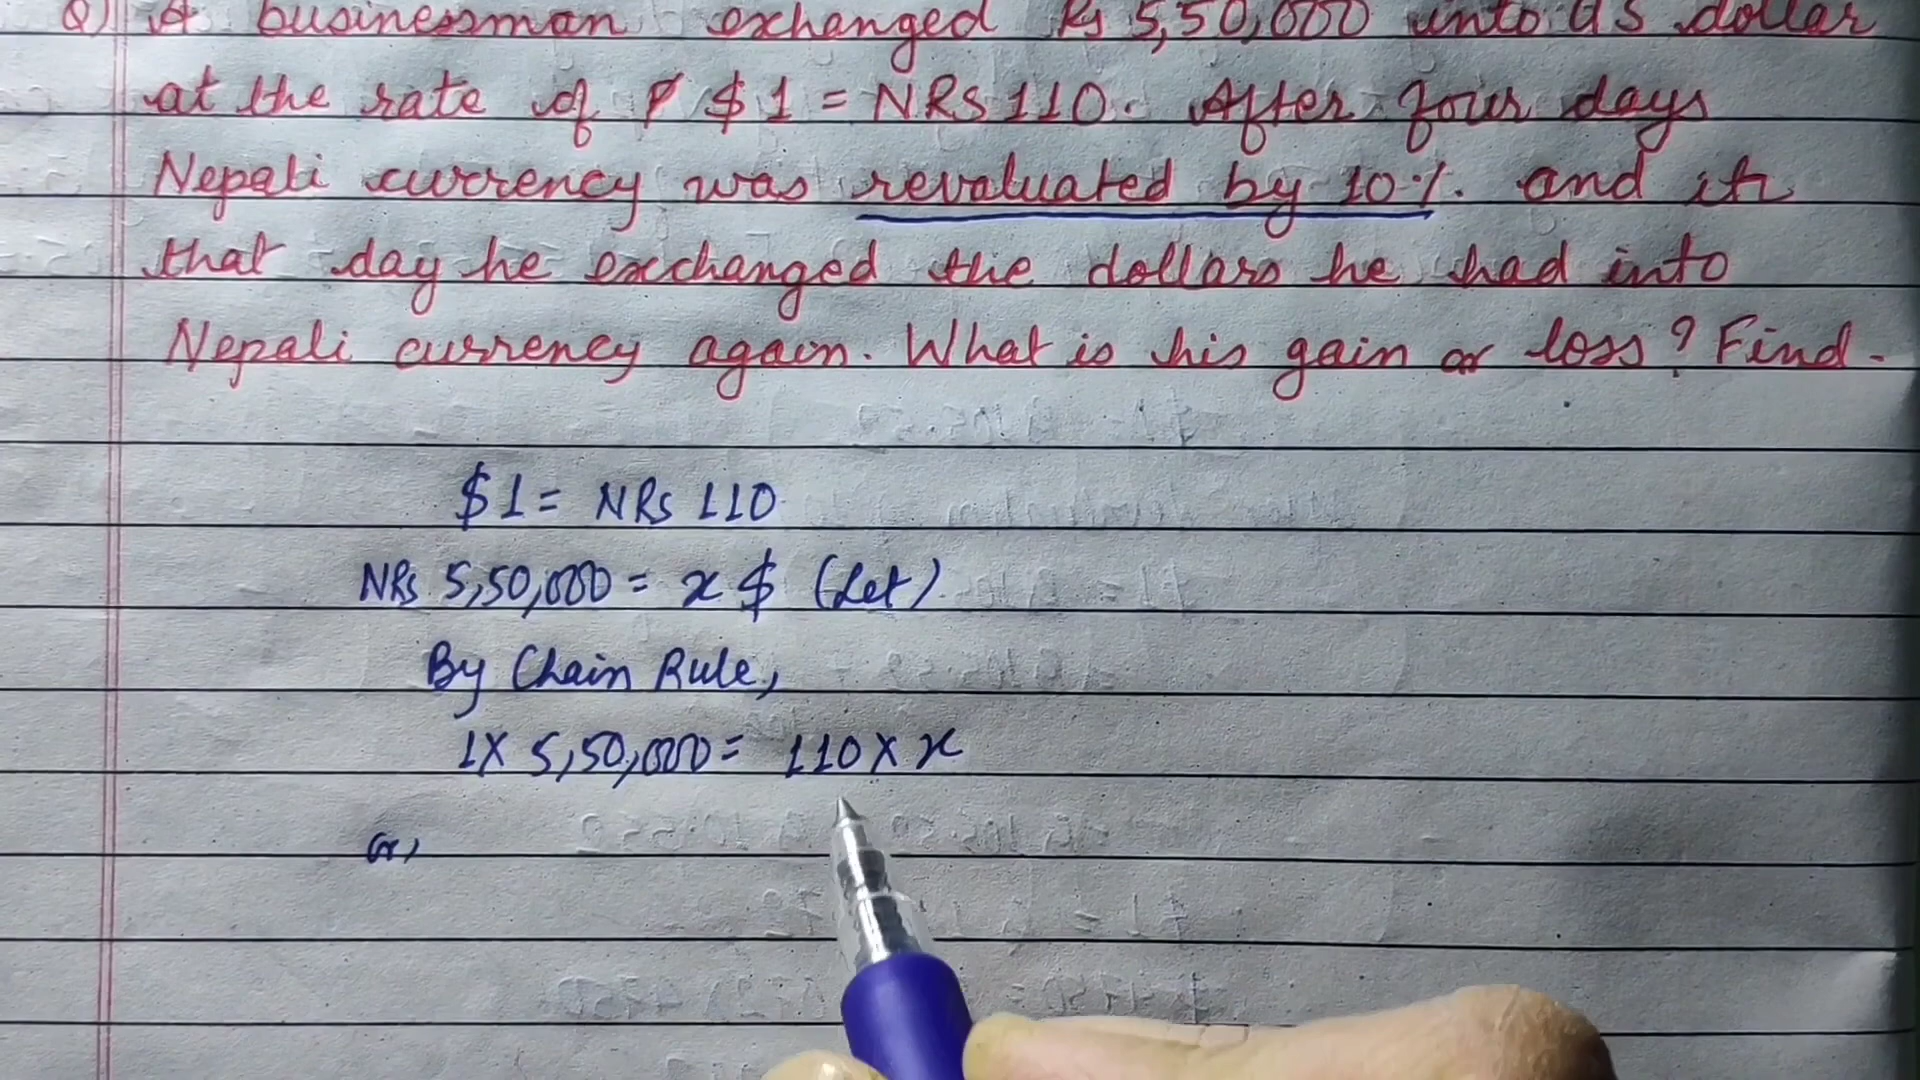 Q) A businessman exchanged Rs 5,50,000 into US dollar
at the rate of $1 = NRs 110. After four days
Nepali currency was revaluated by 10%. and in
that day he exchanged the dollars he had into
Nepali currency again. What is his gain or loss? Find.
$1 = NRs 110
NRs 5,50,000 = x $ (Let).
By Chain Rule,
1X 5,50,000 = 110 X x
or,